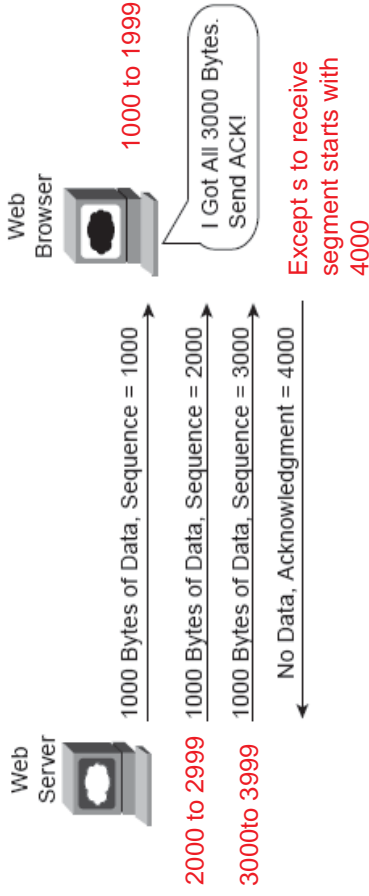 Web
Server
Web
Browser
1000 Bytes of Data, Sequence = 1000
1000 to 1999
2000 to 2999
1000 Bytes of Data, Sequence = 2000
I Got All 3000 Bytes.
Send ACK!
3000to 3999
1000 Bytes of Data, Sequence = 3000
No Data, Acknowledgment = 4000
Except s to receive
segment starts with
4000